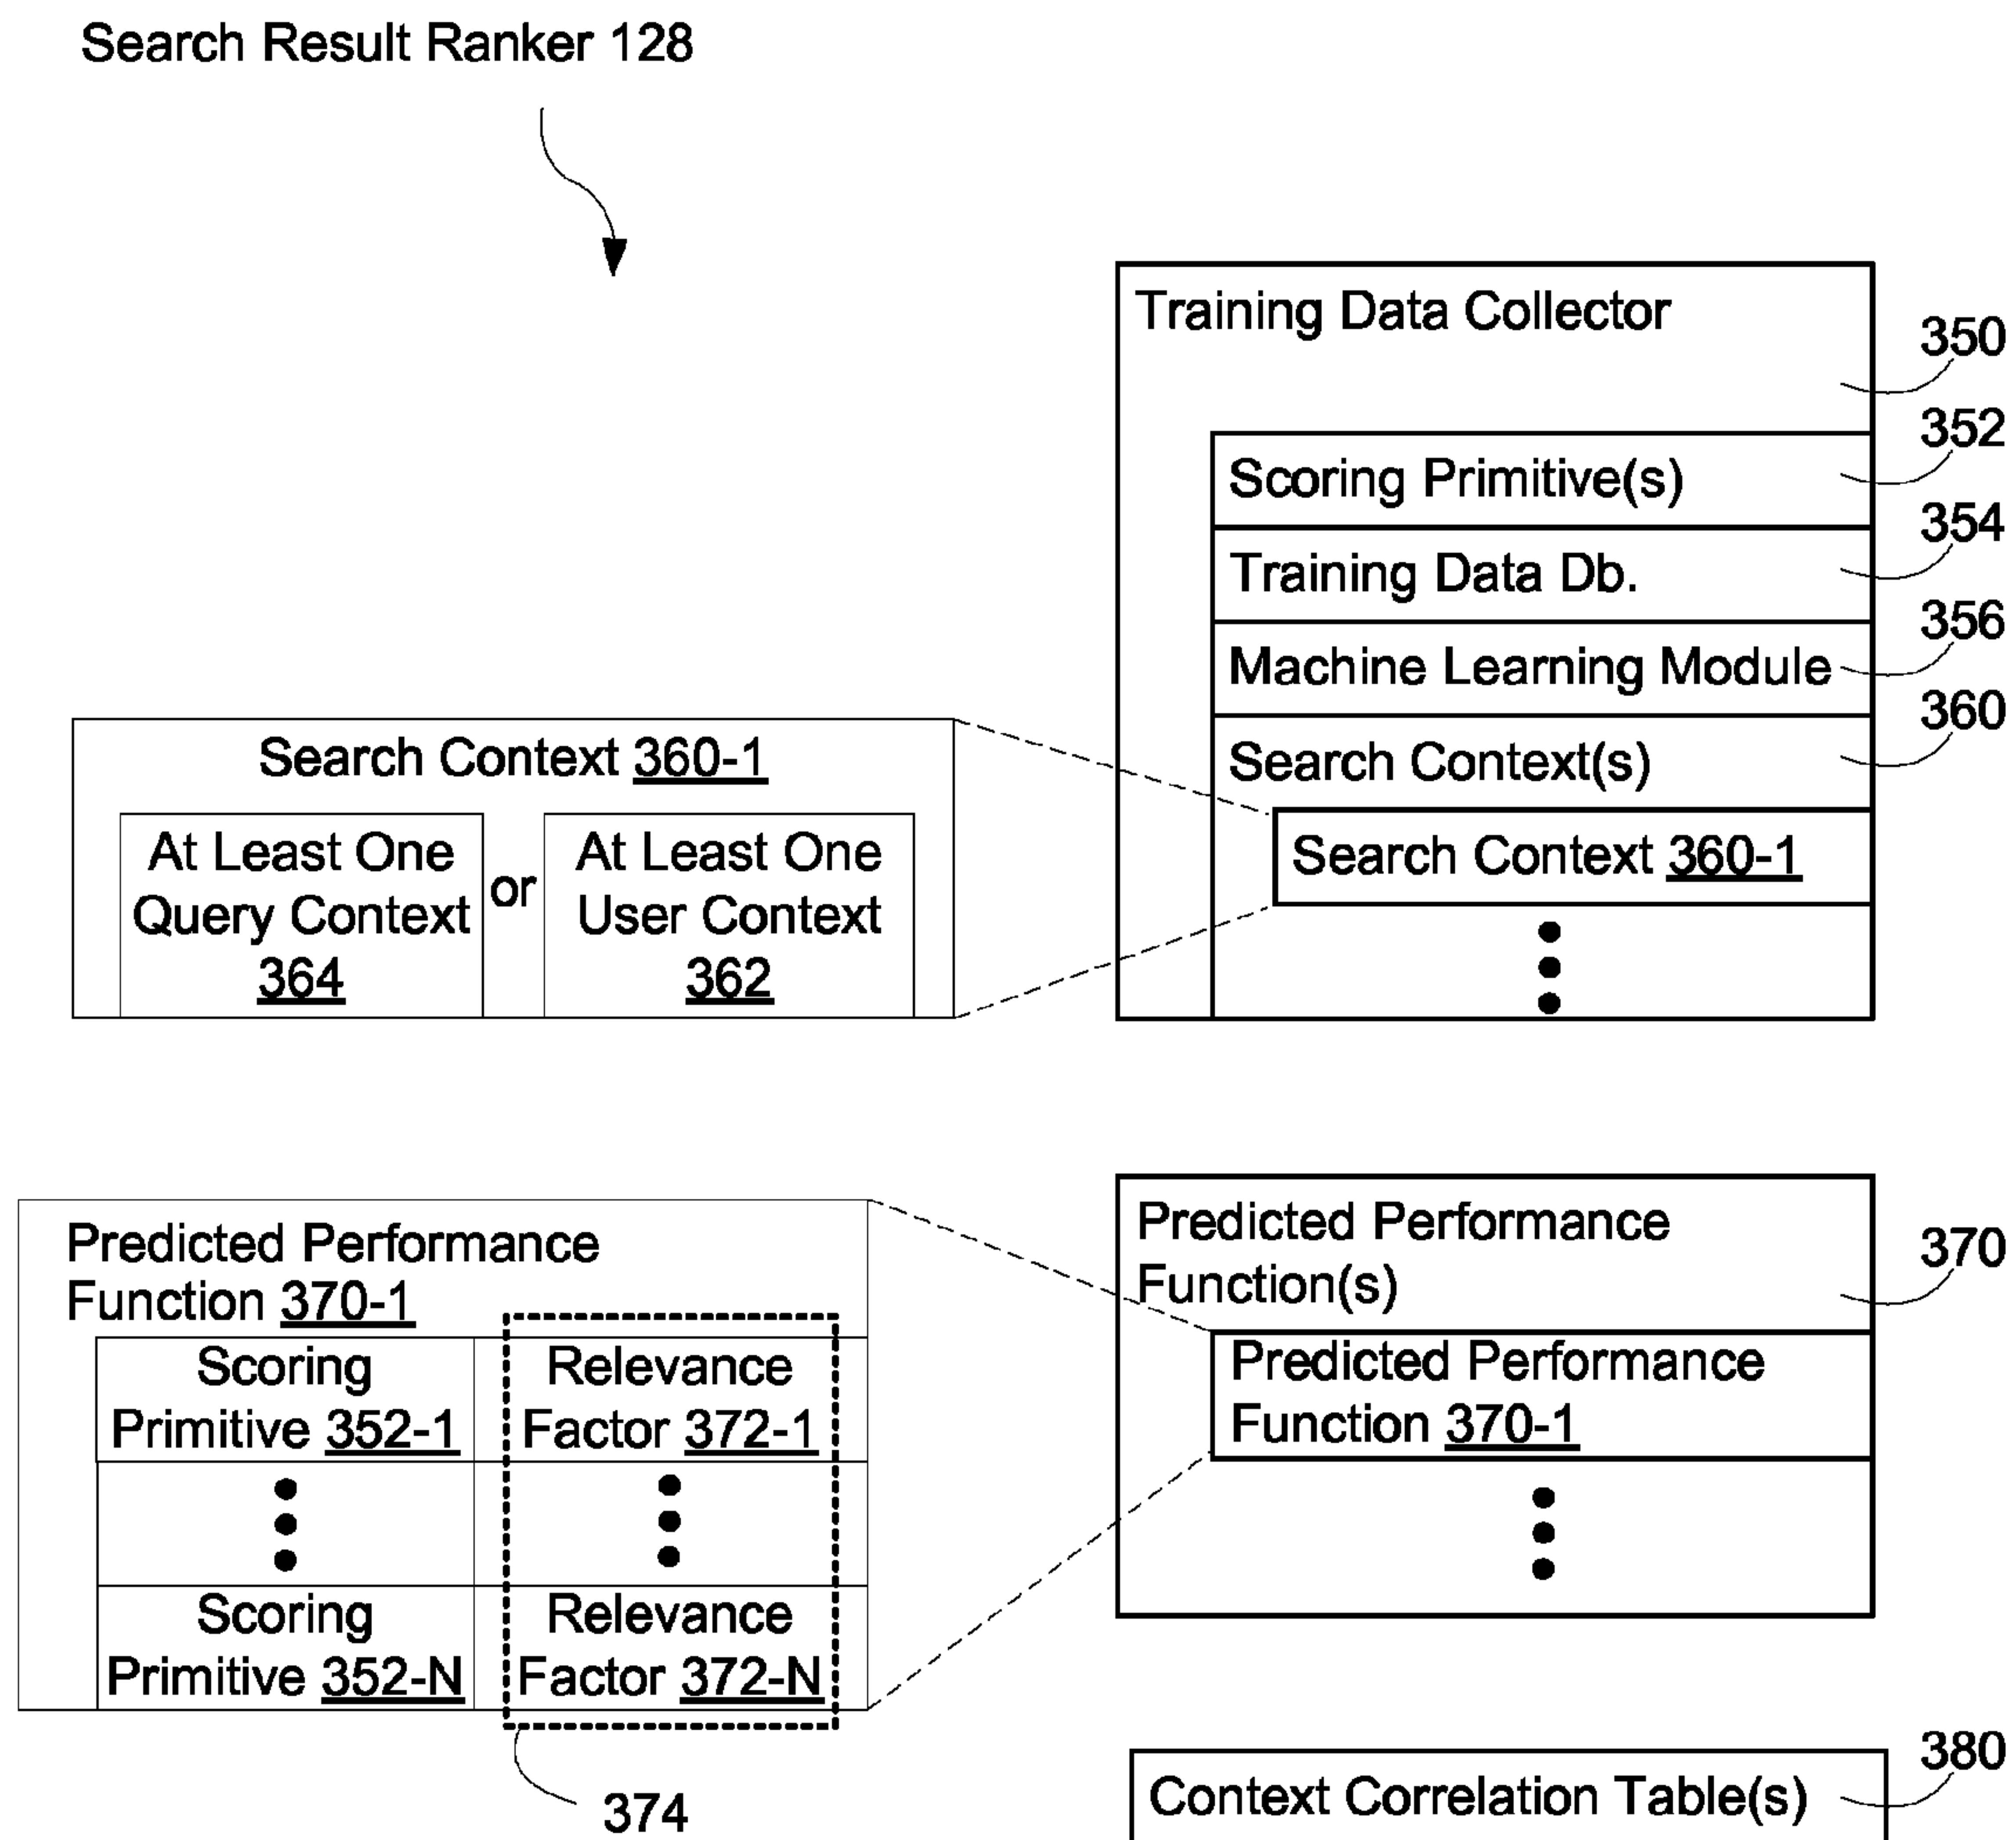 Search Result Ranker 128
Training Data Collector
350
Scoring Primitive(s)
352
Training Data Db.
354
Machine Learning Module
356
Search Context(s)
360
Search Context 360-1
Search Context 360-1
At Least One
Query Context
364
or
At Least One
User Context
362
Predicted Performance
Function(s)
370
Predicted Performance
Function 370-1
Predicted Performance
Function 370-1
Scoring
Primitive 352-1
Relevance
Factor 372-1
Scoring
Primitive 352-N
Relevance
Factor 372-N
374
Context Correlation Table(s)
380